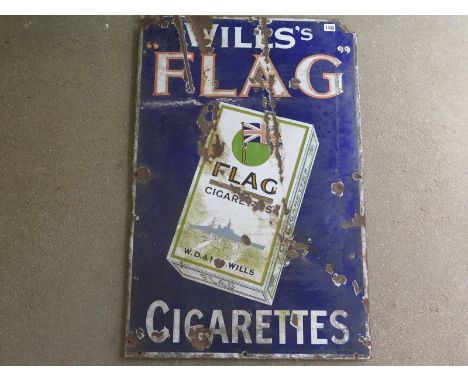 WILLS's
"FLAG"
FLAG
CIGARETTES
W.D. & H.O. WILLS
CIGARETTES